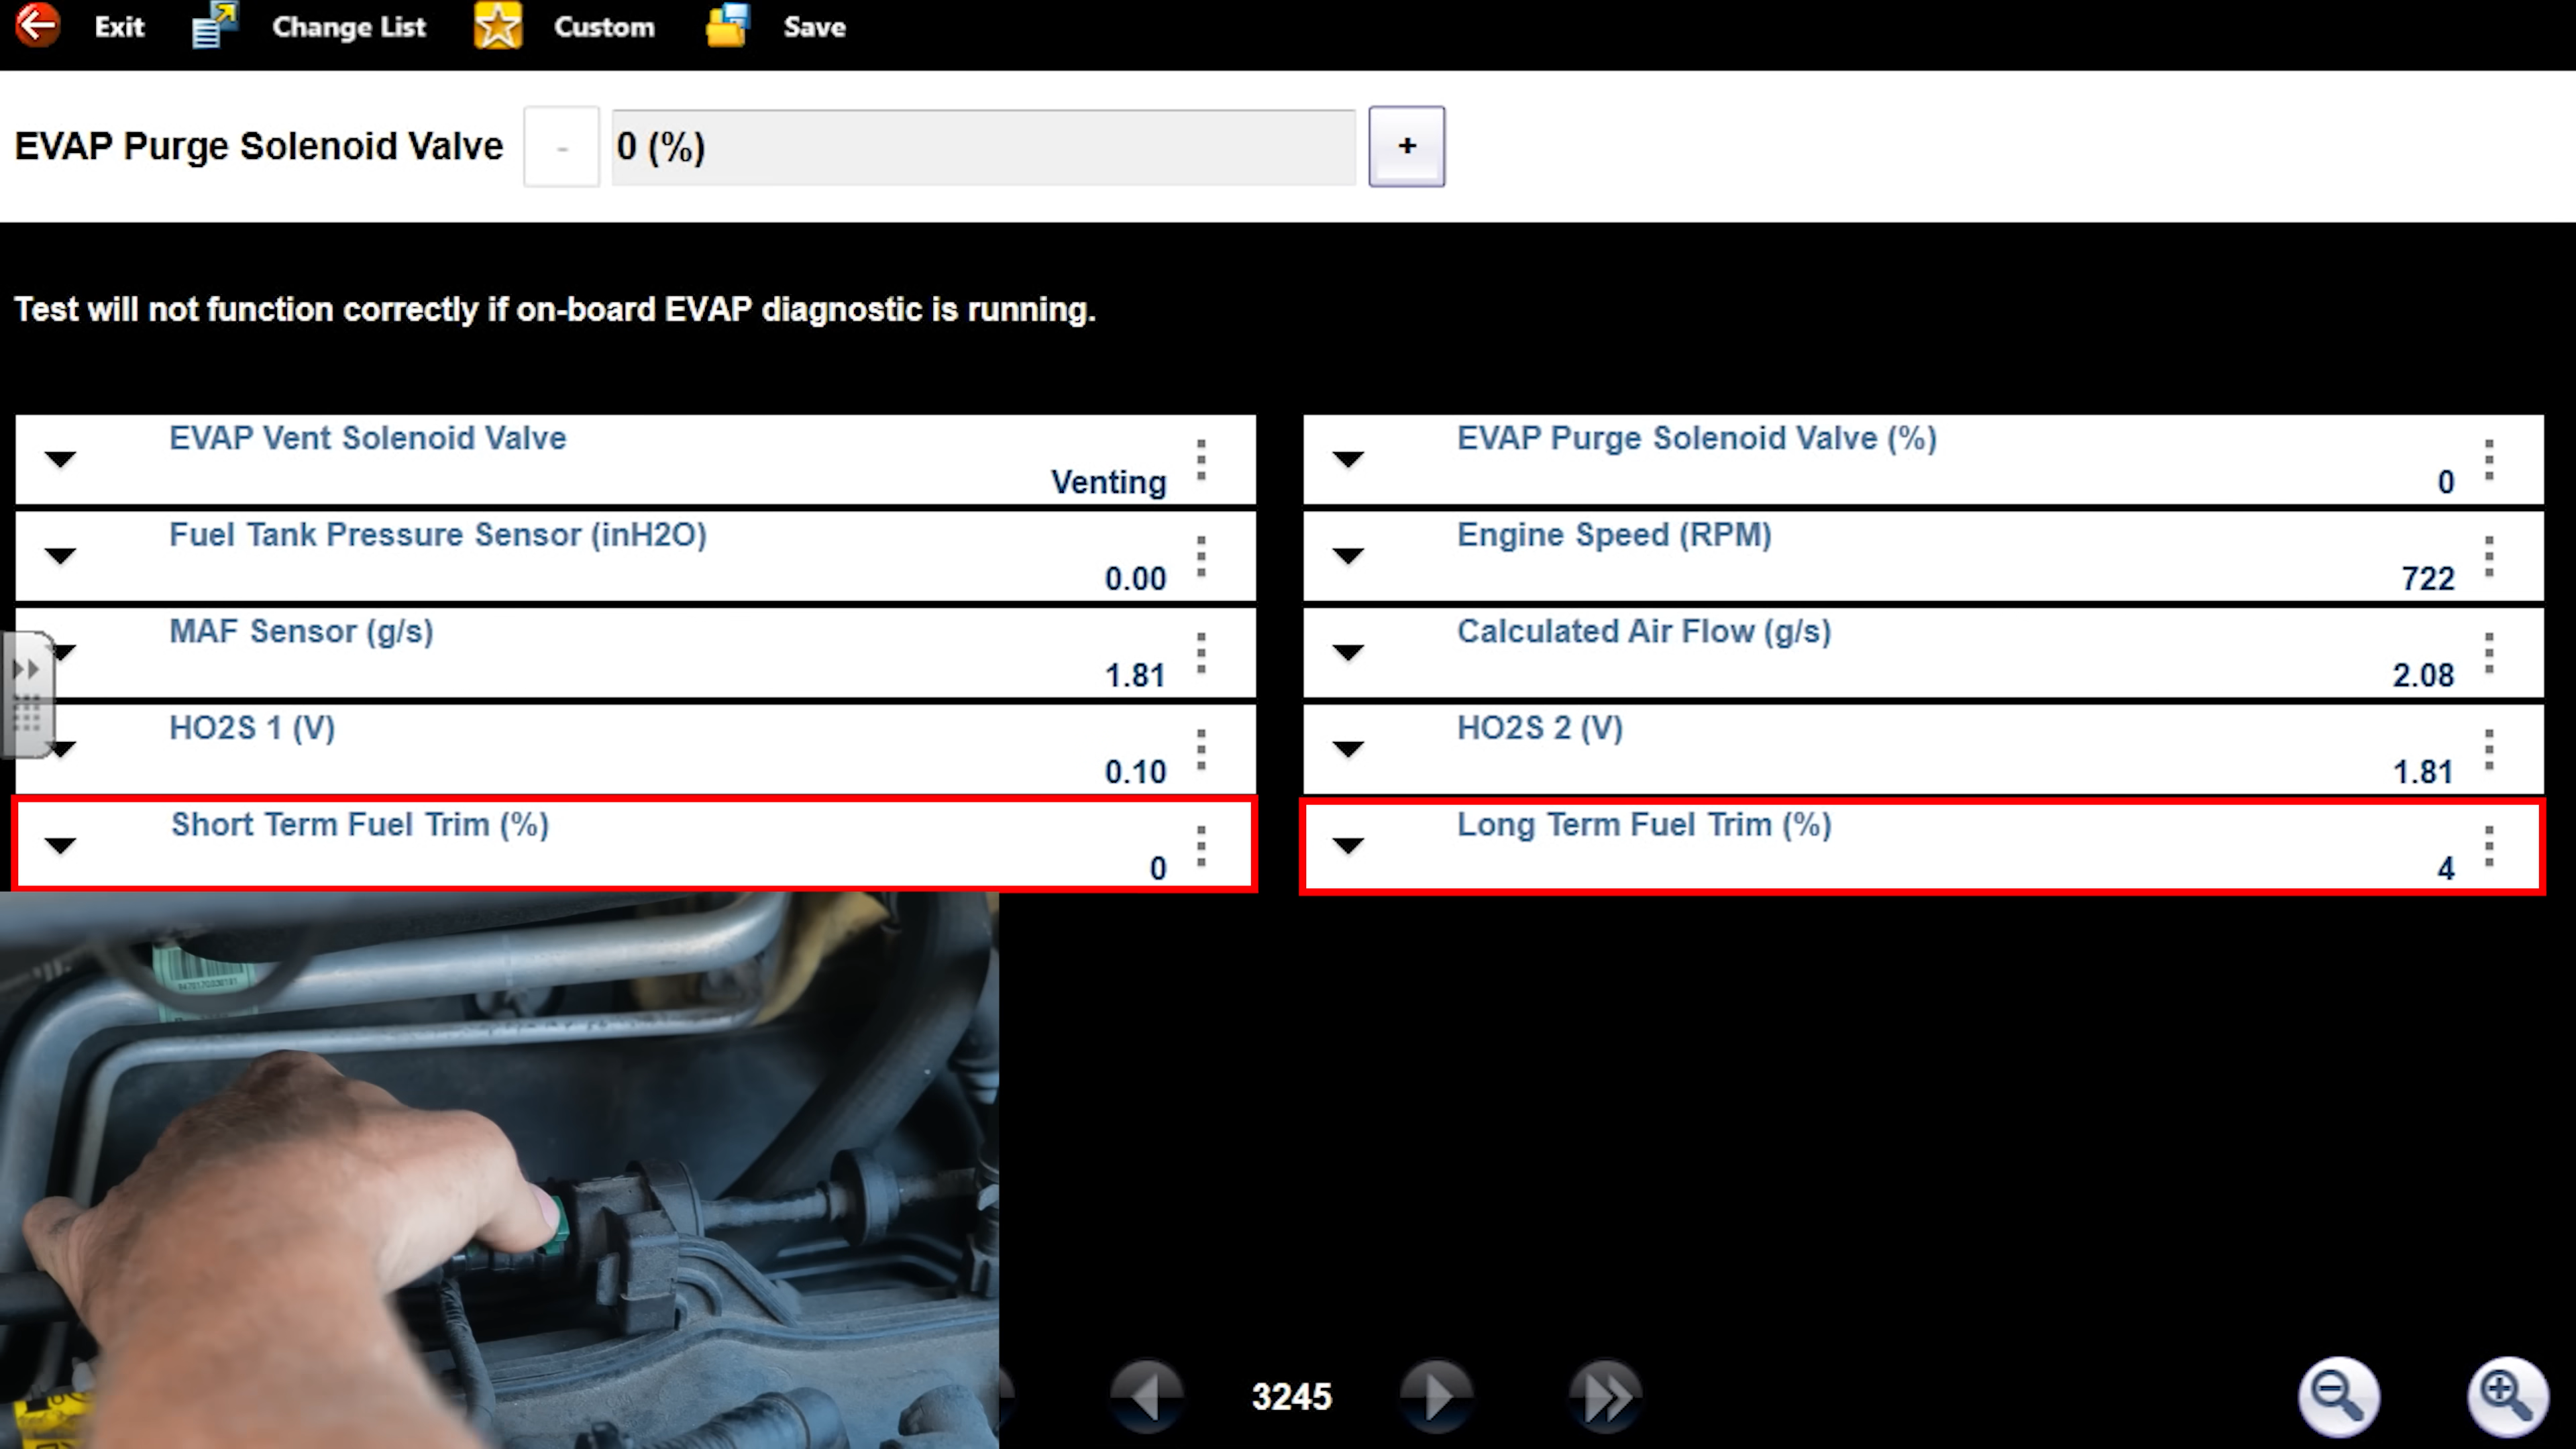 Exit Change List Custom Save
EVAP Purge Solenoid Valve - 0 (%) +
Test will not function correctly if on-board EVAP diagnostic is running.
EVAP Vent Solenoid Valve
Venting
EVAP Purge Solenoid Valve (%)
0
Fuel Tank Pressure Sensor (inH2O)
0.00
Engine Speed (RPM)
722
MAF Sensor (g/s)
1.81
Calculated Air Flow (g/s)
2.08
HO2S 1 (V)
0.10
HO2S 2 (V)
1.81
Short Term Fuel Trim (%)
0
Long Term Fuel Trim (%)
4
3245